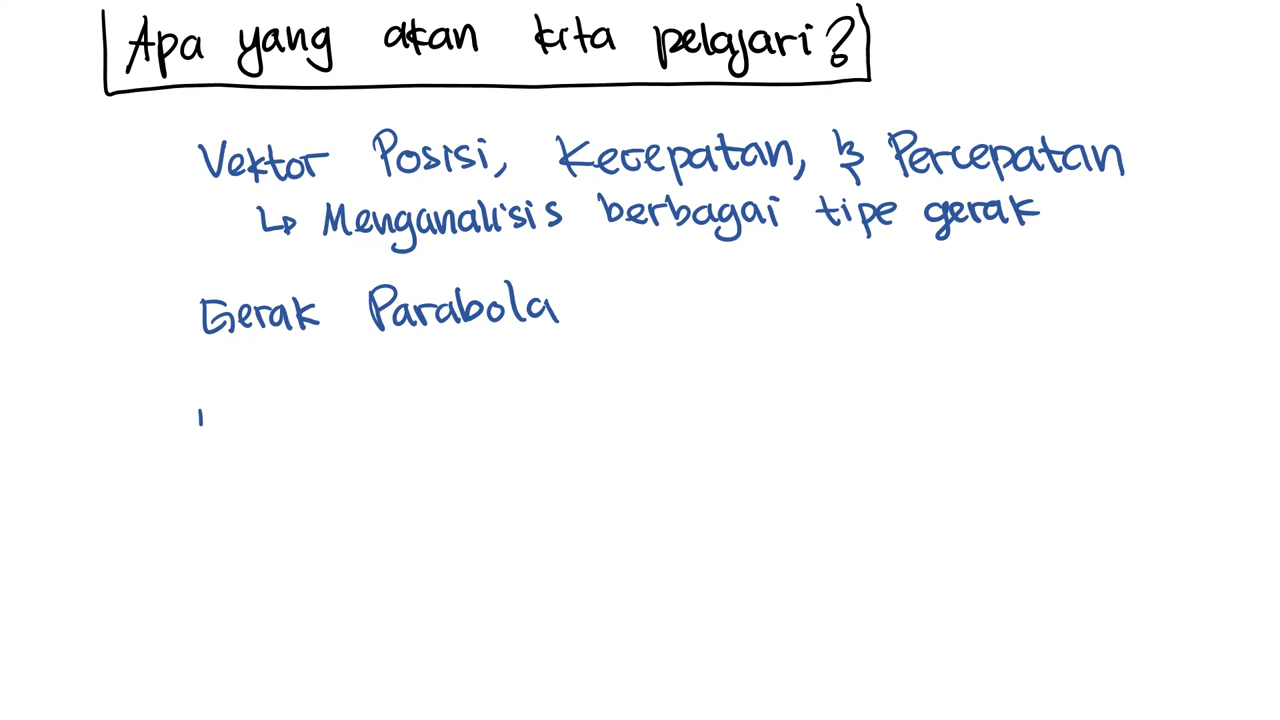 Apa yang akan kita pelajari?
Vektor Posisi, Kecepatan, & Percepatan
↳ Menganalisis berbagai tipe gerak
Gerak Parabola